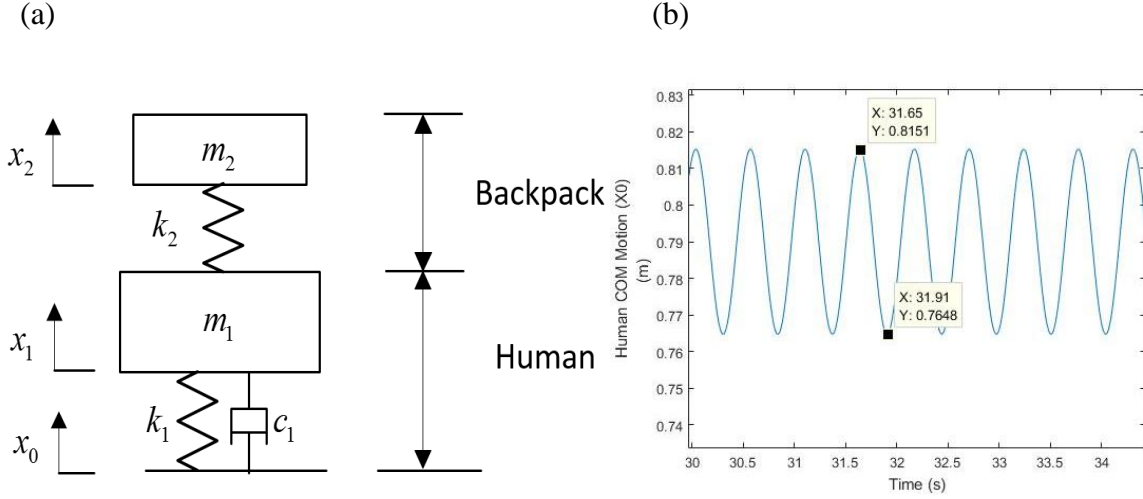 (a)
(b)
x₂
m₂
k₂
Backpack
x₁
m₁
Human
x₀
k₁
c₁
Human COM Motion (X0)
(m)
0.83
0.82
0.81
0.8
0.79
0.78
0.77
0.76
0.75
0.74
X: 31.65
Y: 0.8151
X: 31.91
Y: 0.7648
30 30.5 31 31.5 32 32.5 33 33.5 34
Time (s)